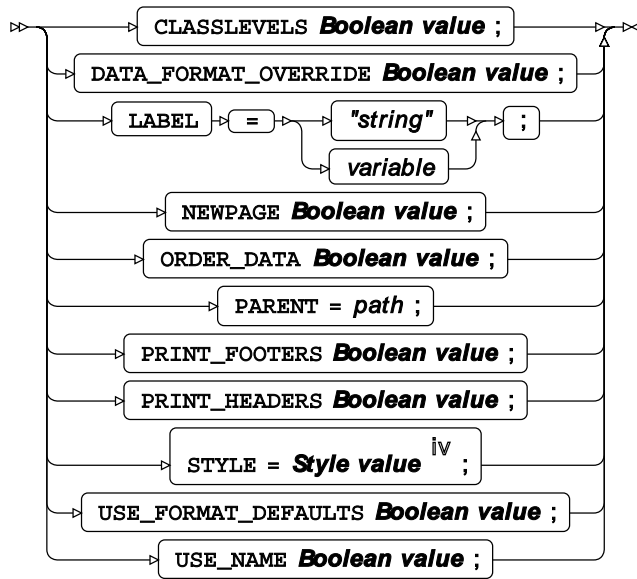 CLASSLEVELS Boolean value ;
DATA_FORMAT_OVERRIDE Boolean value ;
LABEL = "string" ;
variable
NEWPAGE Boolean value ;
ORDER_DATA Boolean value ;
PARENT = path ;
PRINT_FOOTERS Boolean value ;
PRINT_HEADERS Boolean value ;
STYLE = Style value iv ;
USE_FORMAT_DEFAULTS Boolean value ;
USE_NAME Boolean value ;